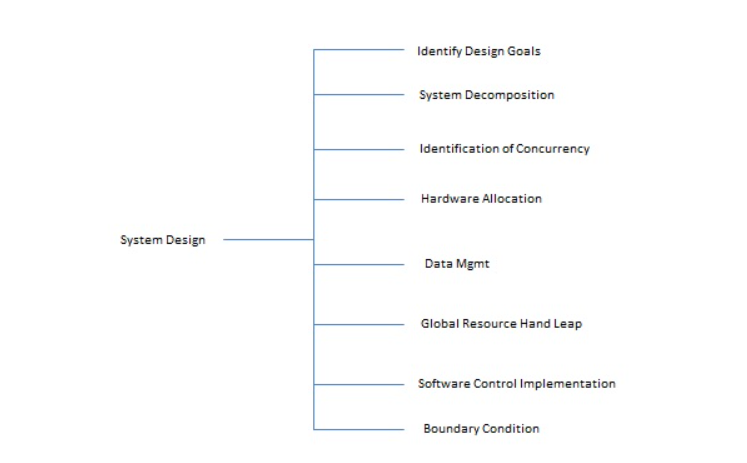 Identify Design Goals
System Decomposition
Identification of Concurrency
Hardware Allocation
System Design
Data Mgmt
Global Resource Hand Leap
Software Control Implementation
Boundary Condition